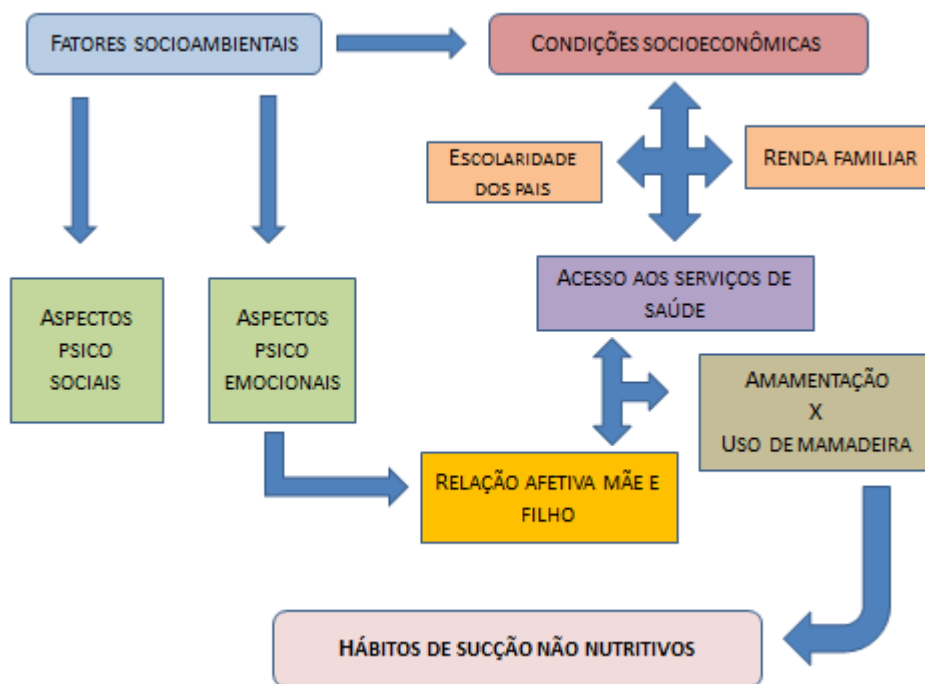 FATORES SOCIOAMBIENTAIS
CONDIÇÕES SOCIOECONÔMICAS
ESCOLARIDADE
DOS PAIS
RENDA FAMILIAR
ACESSO AOS SERVIÇOS DE
SAÚDE
ASPECTOS
PSICO
SOCIAIS
ASPECTOS
PSICO
EMOCIONAIS
AMAMENTAÇÃO
X
USO DE MAMADEIRA
RELAÇÃO AFETIVA MÃE E
FILHO
HÁBITOS DE SUCÇÃO NÃO NUTRITIVOS